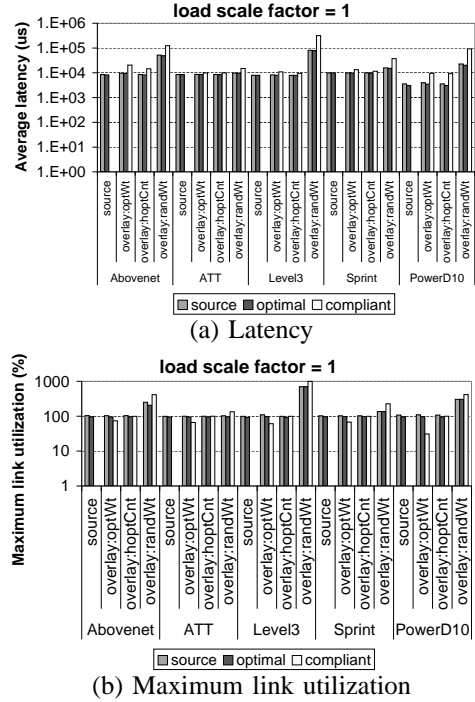 load scale factor = 1
Average latency (us)
1.E+06
1.E+05
1.E+04
1.E+03
1.E+02
1.E+01
1.E+00
source
overlay:optWt
overlay:hoptCnt
overlay:randWt
source
overlay:optWt
overlay:hoptCnt
overlay:randWt
source
overlay:optWt
overlay:hoptCnt
overlay:randWt
source
overlay:optWt
overlay:hoptCnt
overlay:randWt
source
overlay:optWt
overlay:hoptCnt
overlay:randWt
Abovenet ATT Level3 Sprint PowerD10
source optimal compliant
(a) Latency
load scale factor = 1
Maximum link utilization (%)
1000
100
10
1
source
overlay:optWt
overlay:hoptCnt
overlay:randWt
source
overlay:optWt
overlay:hoptCnt
overlay:randWt
source
overlay:optWt
overlay:hoptCnt
overlay:randWt
source
overlay:optWt
overlay:hoptCnt
overlay:randWt
source
overlay:optWt
overlay:hoptCnt
overlay:randWt
Abovenet ATT Level3 Sprint PowerD10
source optimal compliant
(b) Maximum link utilization